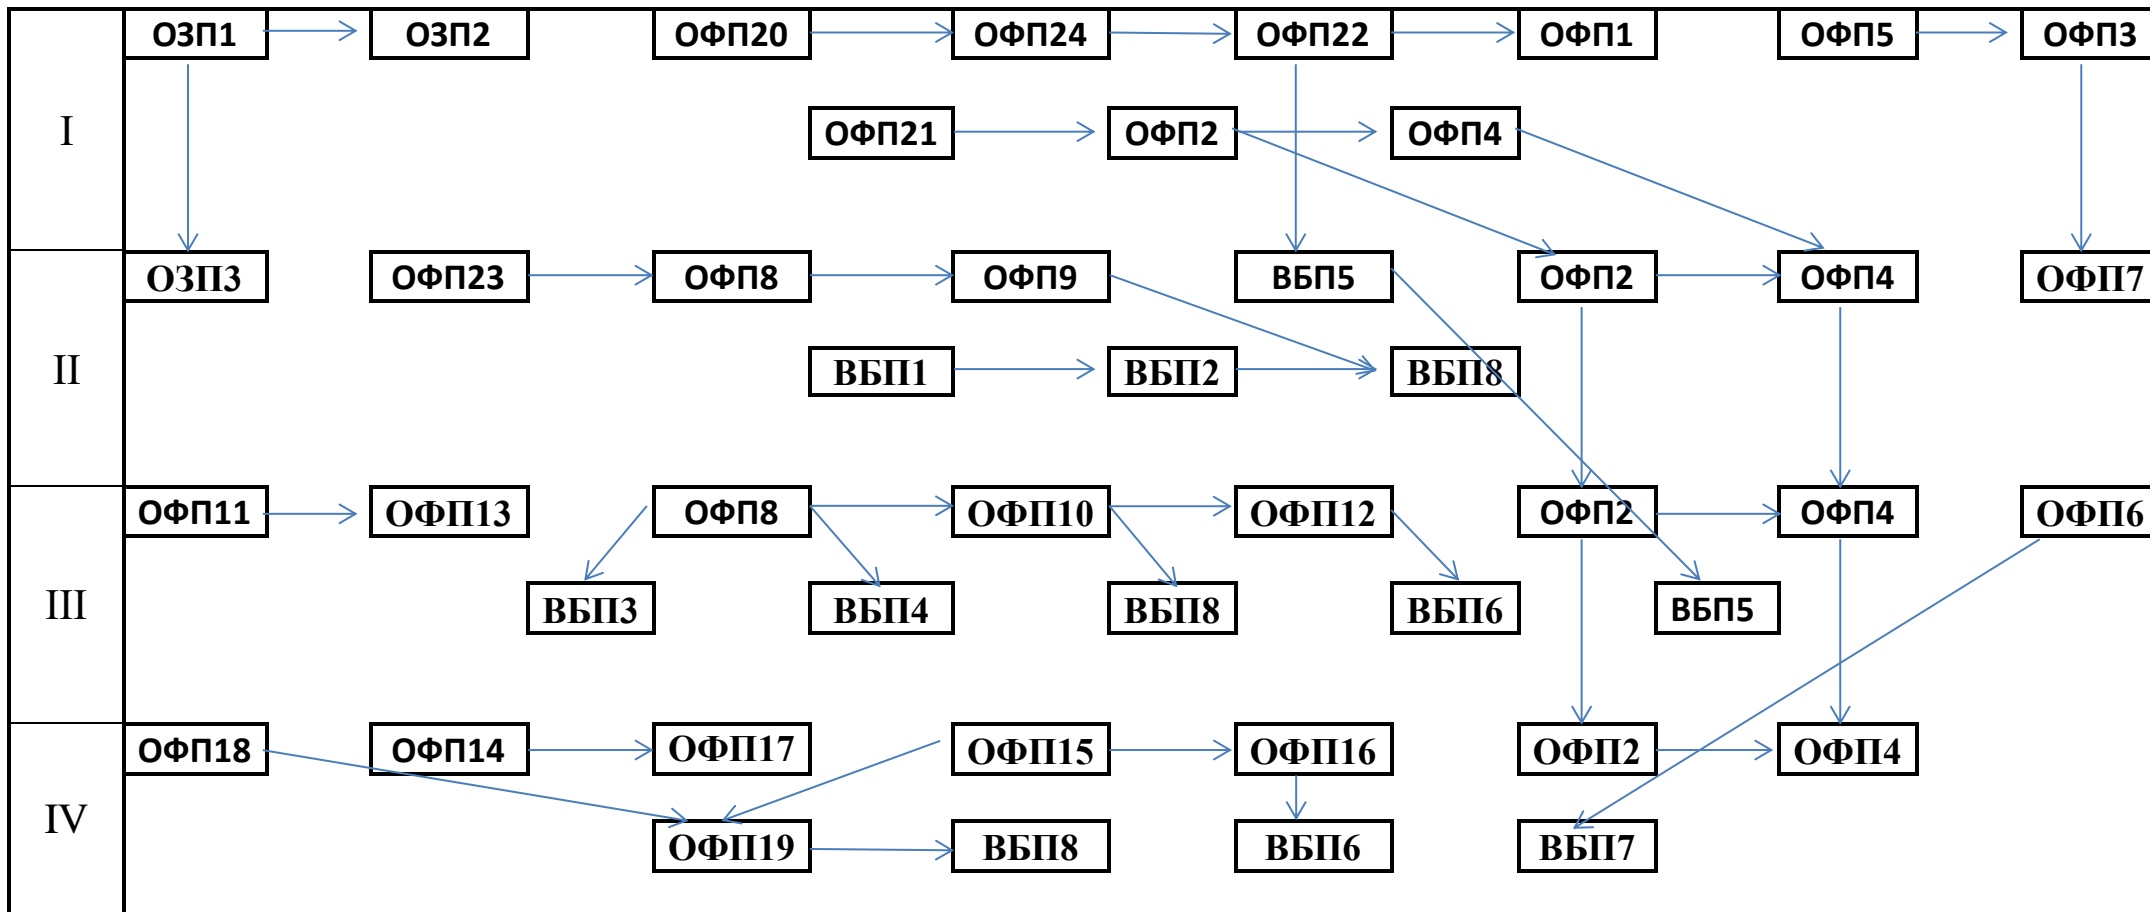 ОЗП1 ОЗП2 ОФП20 ОФП24 ОФП22 ОФП1 ОФП5 ОФП3
I ОФП21 ОФП2 ОФП4
ОЗП3 ОФП23 ОФП8 ОФП9 ВБП5 ОФП2 ОФП4 ОФП7
II ВБП1 ВБП2 ВБП8
ОФП11 ОФП13 ОФП8 ОФП10 ОФП12 ОФП2 ОФП4 ОФП6
III ВБП3 ВБП4 ВБП8 ВБП6 ВБП5
ОФП18 ОФП14 ОФП17 ОФП15 ОФП16 ОФП2 ОФП4
IV ОФП19 ВБП8 ВБП6 ВБП7